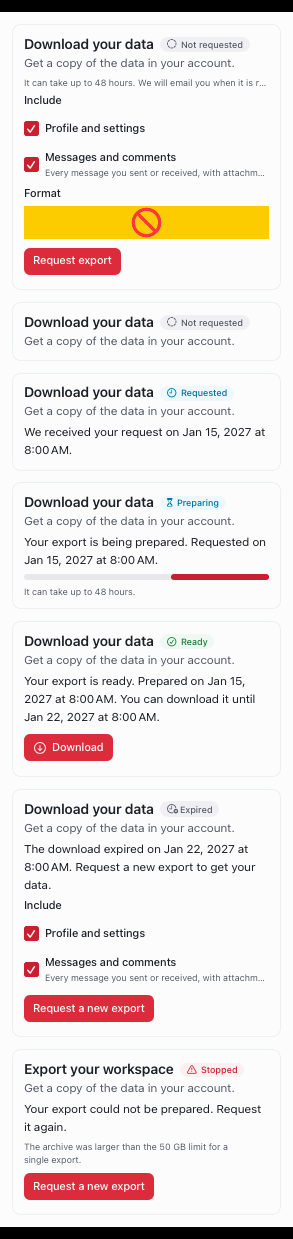 Download your data
Not requested
Get a copy of the data in your account.
It can take up to 48 hours. We will email you when it is r...
Include
Profile and settings
Messages and comments
Every message you sent or received, with attachm...
Format
Request export
Download your data
Not requested
Get a copy of the data in your account.
Download your data
Requested
Get a copy of the data in your account.
We received your request on Jan 15, 2027 at
8:00 AM.
Download your data
Preparing
Get a copy of the data in your account.
Your export is being prepared. Requested on
Jan 15, 2027 at 8:00 AM.
It can take up to 48 hours.
Download your data
Ready
Get a copy of the data in your account.
Your export is ready. Prepared on Jan 15,
2027 at 8:00 AM. You can download it until
Jan 22, 2027 at 8:00 AM.
Download
Download your data
Expired
Get a copy of the data in your account.
The download expired on Jan 22, 2027 at
8:00 AM. Request a new export to get your
data.
Include
Profile and settings
Messages and comments
Every message you sent or received, with attachm...
Request a new export
Export your workspace
Stopped
Get a copy of the data in your account.
Your export could not be prepared. Request
it again.
The archive was larger than the 50 GB limit for a
single export.
Request a new export